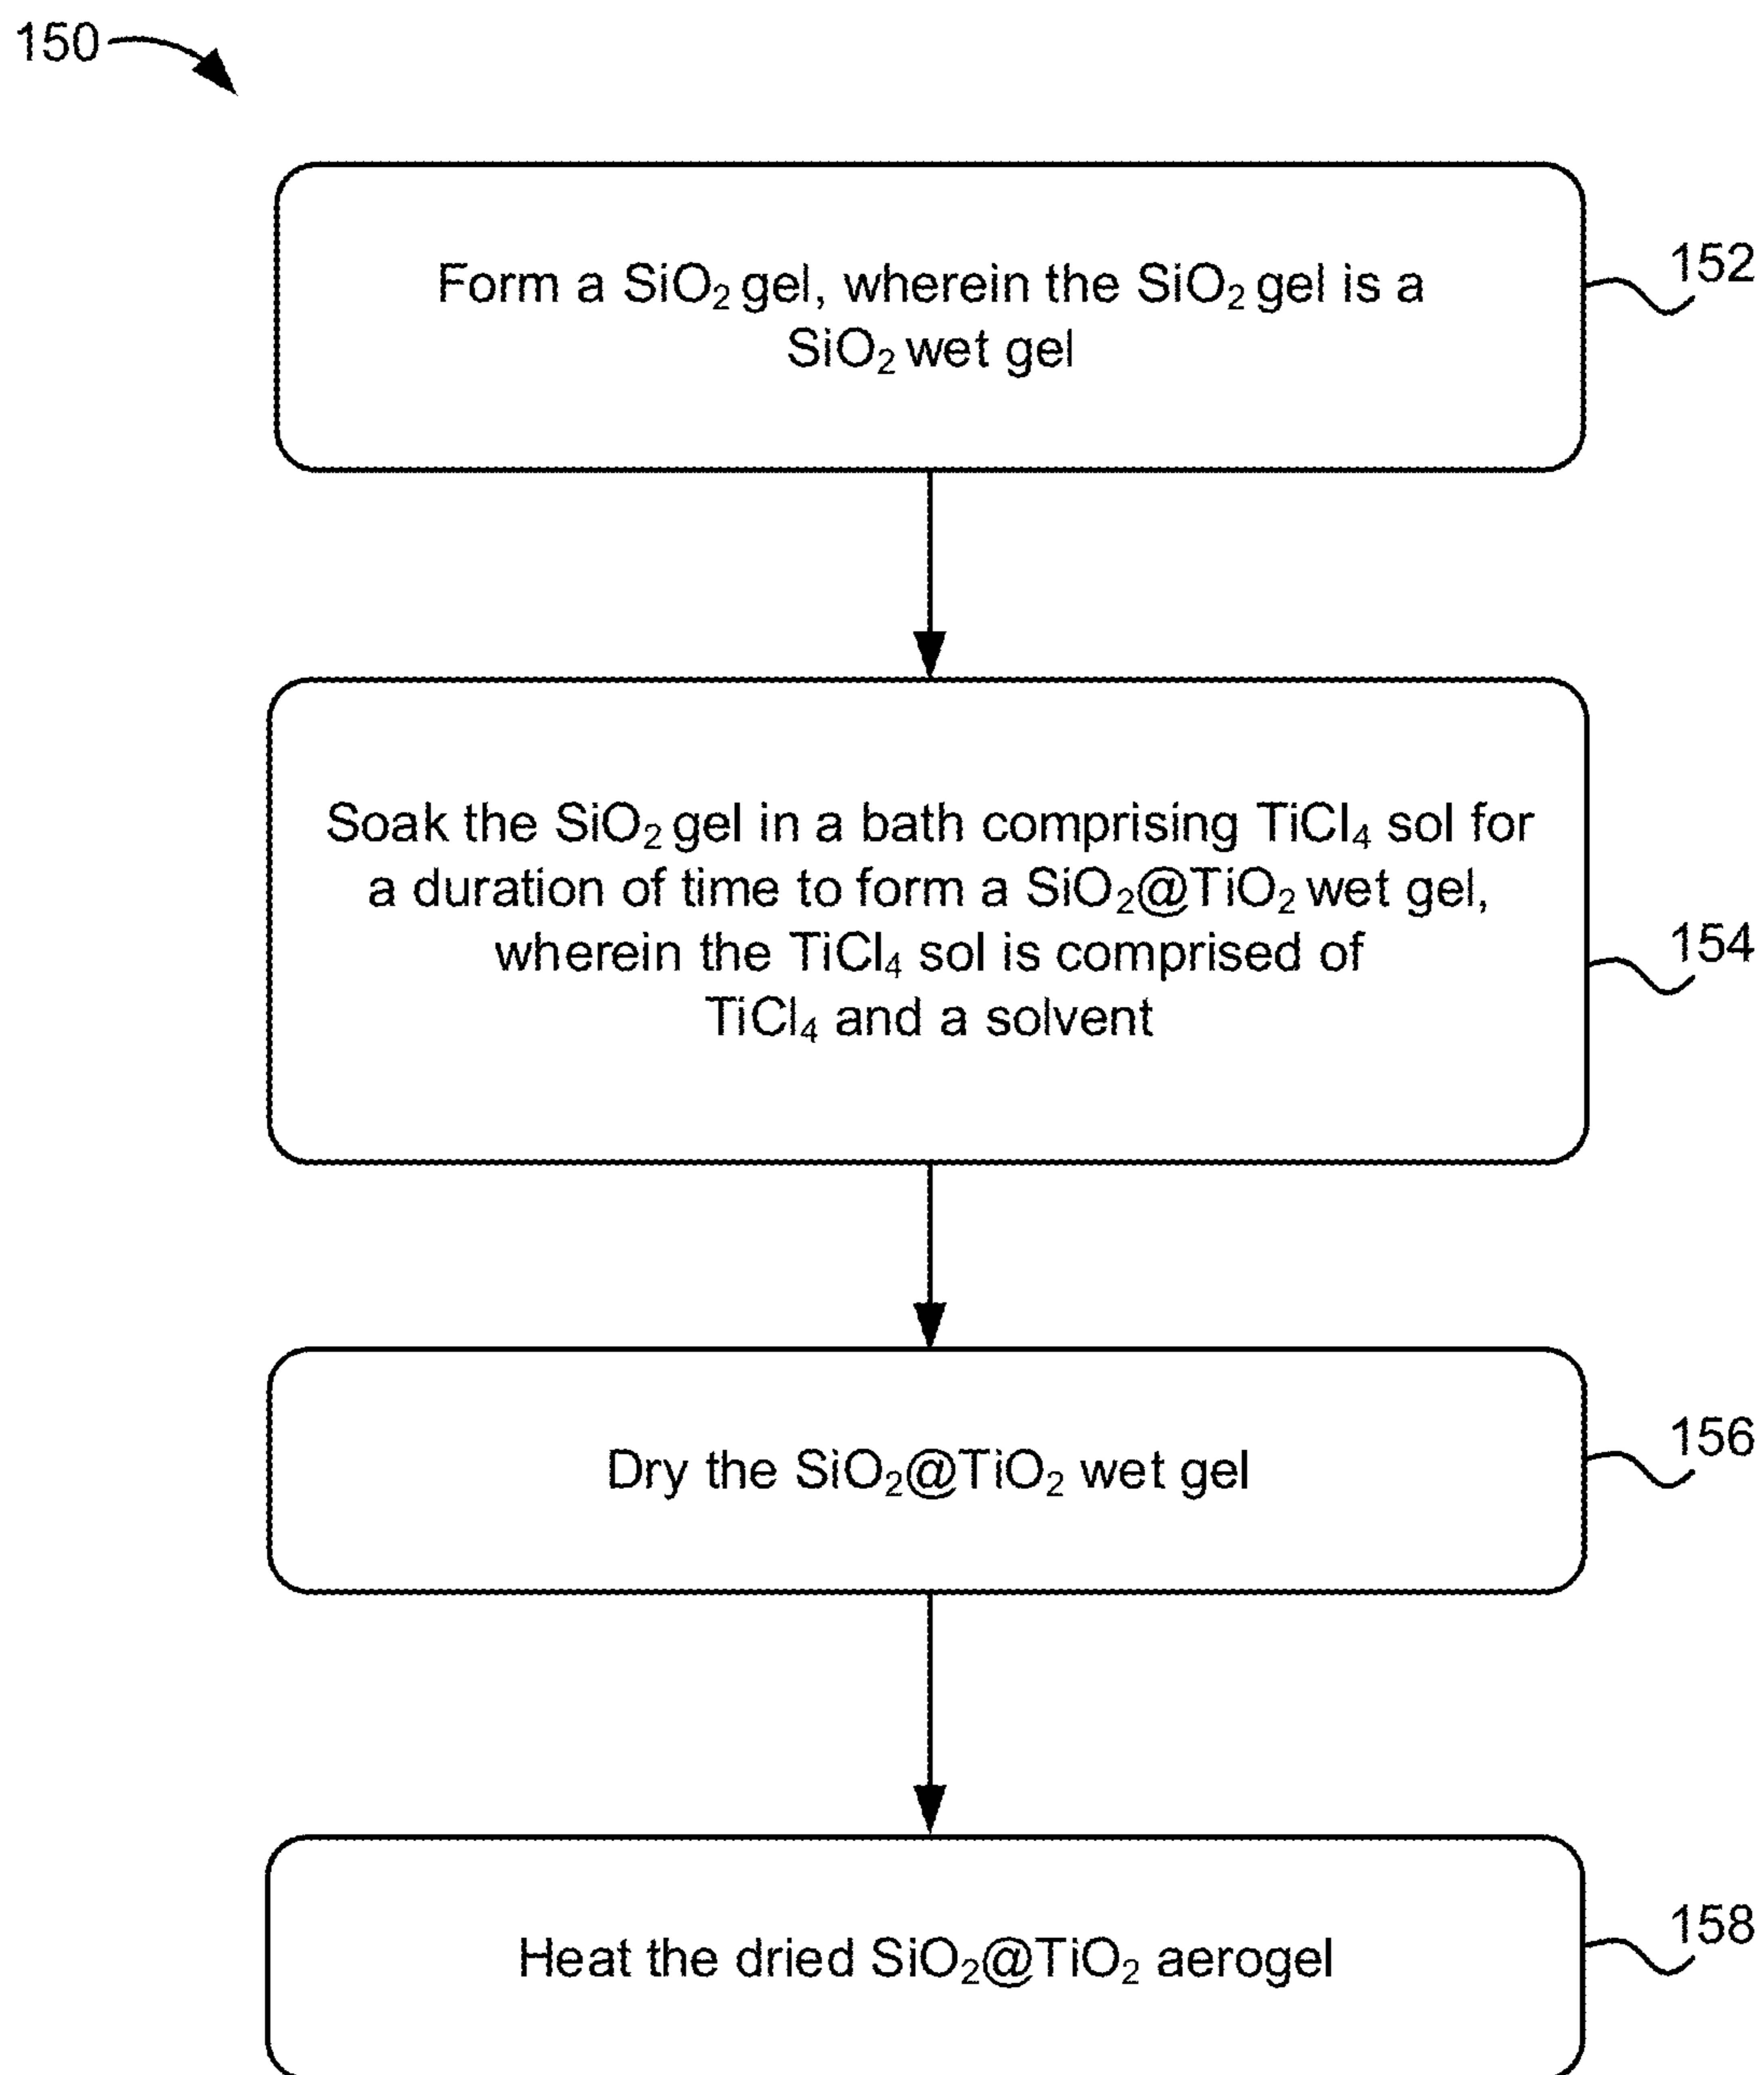 150
Form a SiO₂ gel, wherein the SiO₂ gel is a
SiO₂ wet gel
152
Soak the SiO₂ gel in a bath comprising TiCl₄ sol for
a duration of time to form a SiO₂@TiO₂ wet gel,
wherein the TiCl₄ sol is comprised of
TiCl₄ and a solvent
154
Dry the SiO₂@TiO₂ wet gel
156
Heat the dried SiO₂@TiO₂ aerogel
158